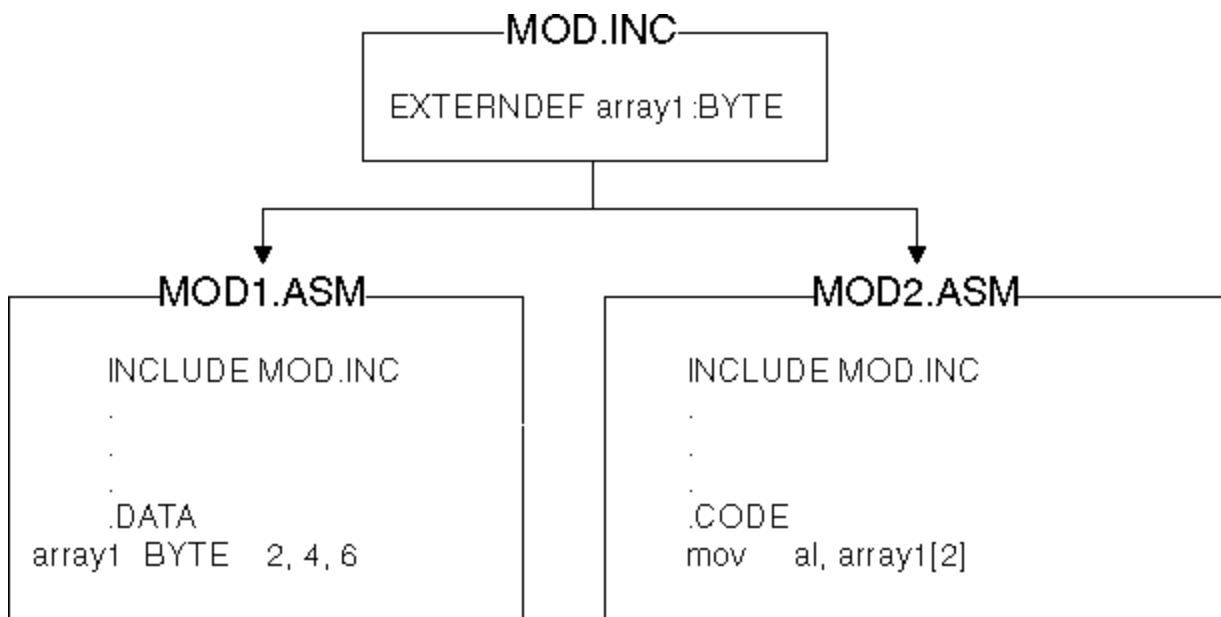 MOD.INC
EXTERNDEF array1:BYTE
MOD1.ASM
INCLUDE MOD.INC
.
.
.
.DATA
array1 BYTE 2, 4, 6
MOD2.ASM
INCLUDE MOD.INC
.
.
.
.CODE
mov al, array1[2]